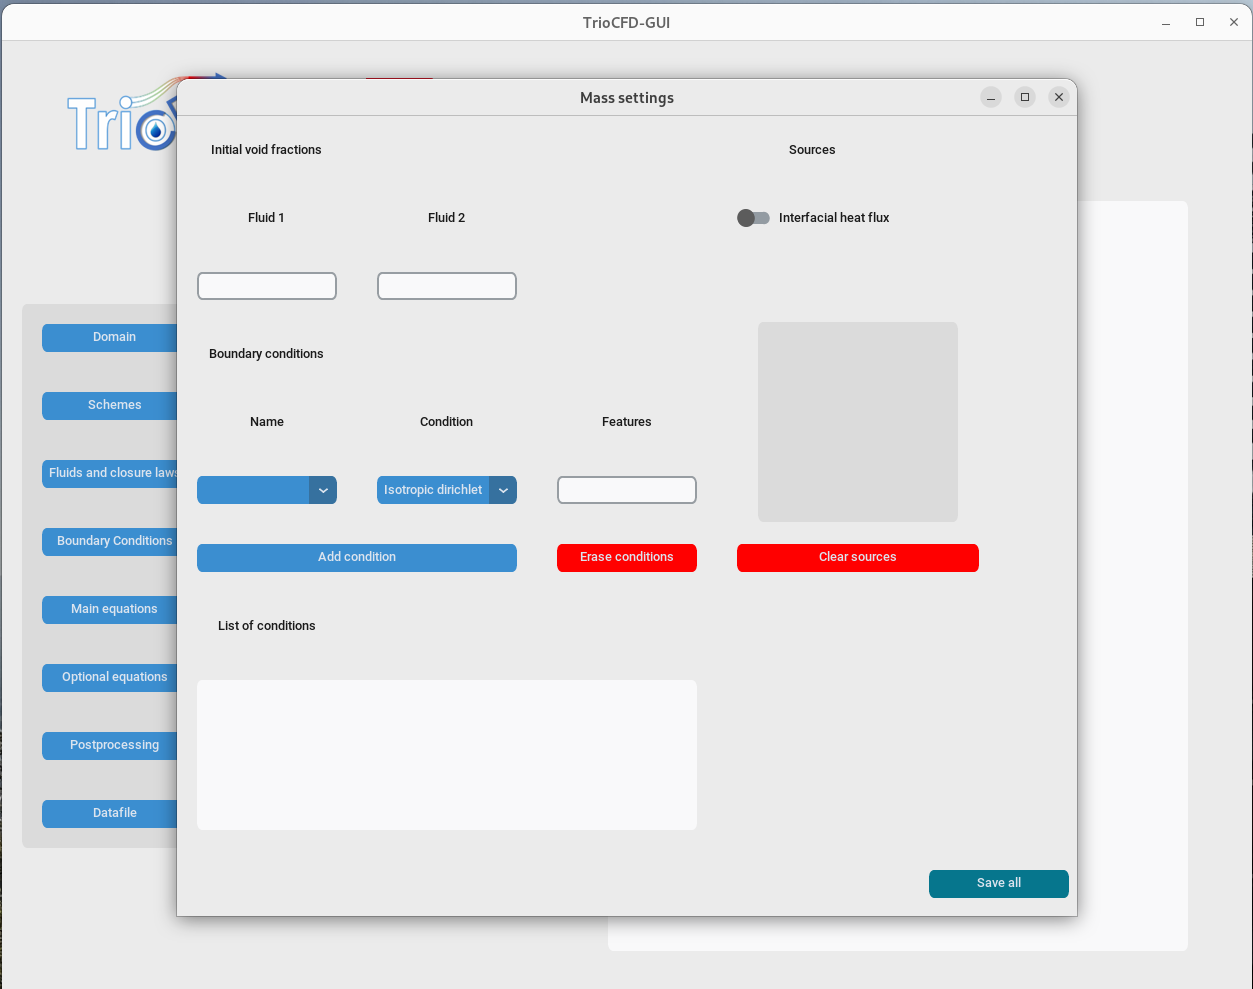 TrioCFD-GUI
Trio
Mass settings
Initial void fractions
Sources
Fluid 1
Fluid 2
Interfacial heat flux
Boundary conditions
Name
Condition
Features
Isotropic dirichlet
Add condition
Erase conditions
Clear sources
List of conditions
Save all
Domain
Schemes
Fluids and closure laws
Boundary Conditions
Main equations
Optional equations
Postprocessing
Datafile